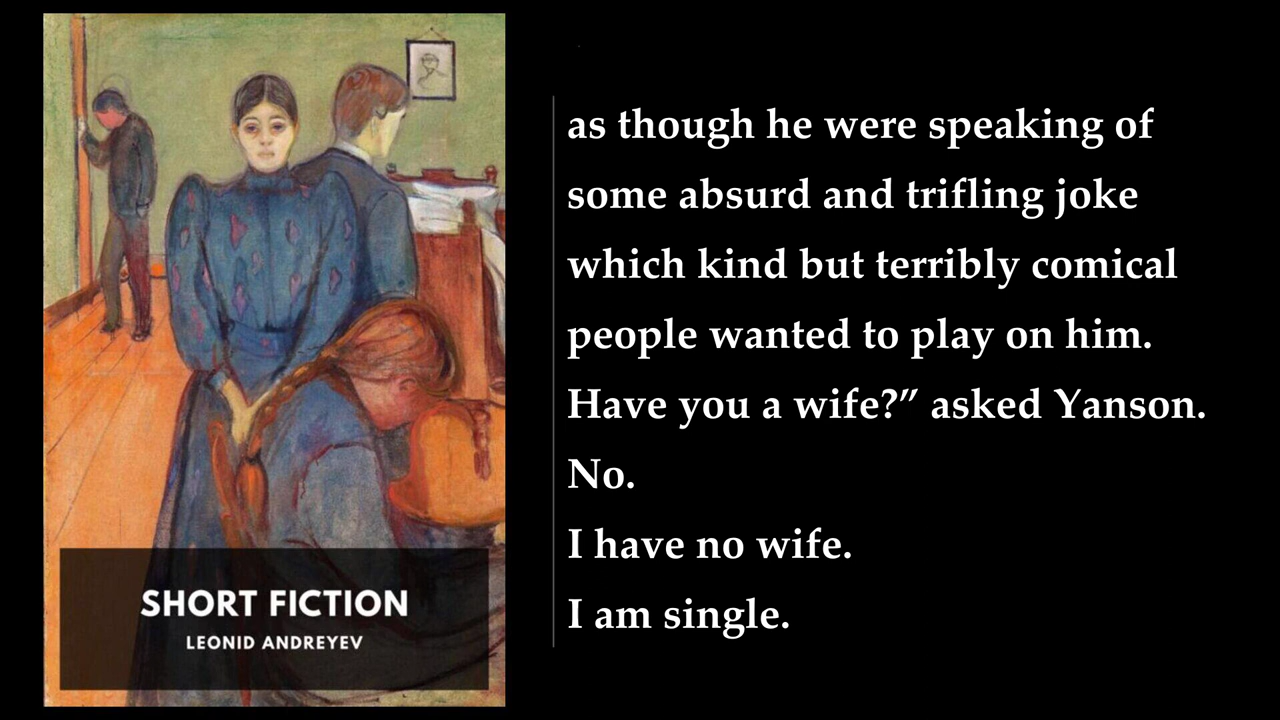 SHORT FICTION
LEONID ANDREYEV
as though he were speaking of
some absurd and trifling joke
which kind but terribly comical
people wanted to play on him.
Have you a wife?” asked Yanson.
No.
I have no wife.
I am single.